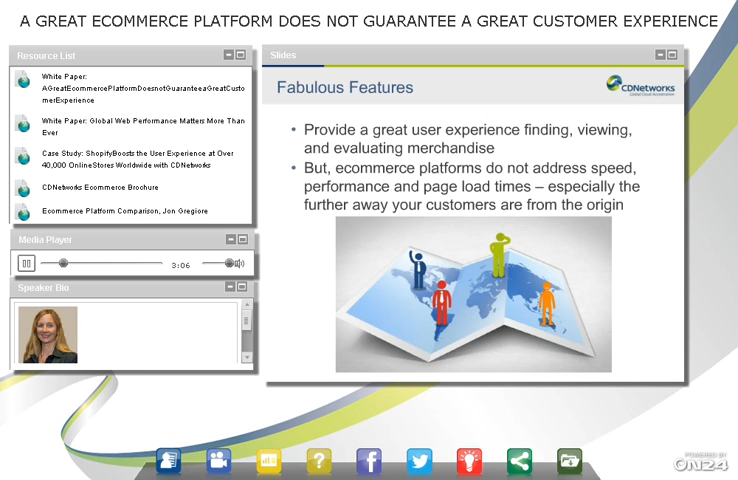 A GREAT ECOMMERCE PLATFORM DOES NOT GUARANTEE A GREAT CUSTOMER EXPERIENCE
Resource List
White Paper:
AGreatEcommercePlatformDoesnotGuaranteeaGreatCusto
merExperience
White Paper: Global Web Performance Matters More Than
Ever
Case Study: ShopifyBoosts the User Experience at Over
40,000 OnlineStores Worldwide with CDNetworks
CDNetworks Ecommerce Brochure
Ecommerce Platform Comparison, Jon Gregiore
Media Player
3:06
Speaker Bio
Slides
Fabulous Features
CDNetworks
Global Cloud Acceleration
• Provide a great user experience finding, viewing,
and evaluating merchandise
• But, ecommerce platforms do not address speed,
performance and page load times – especially the
further away your customers are from the origin
?
f
POWERED BY
ON24